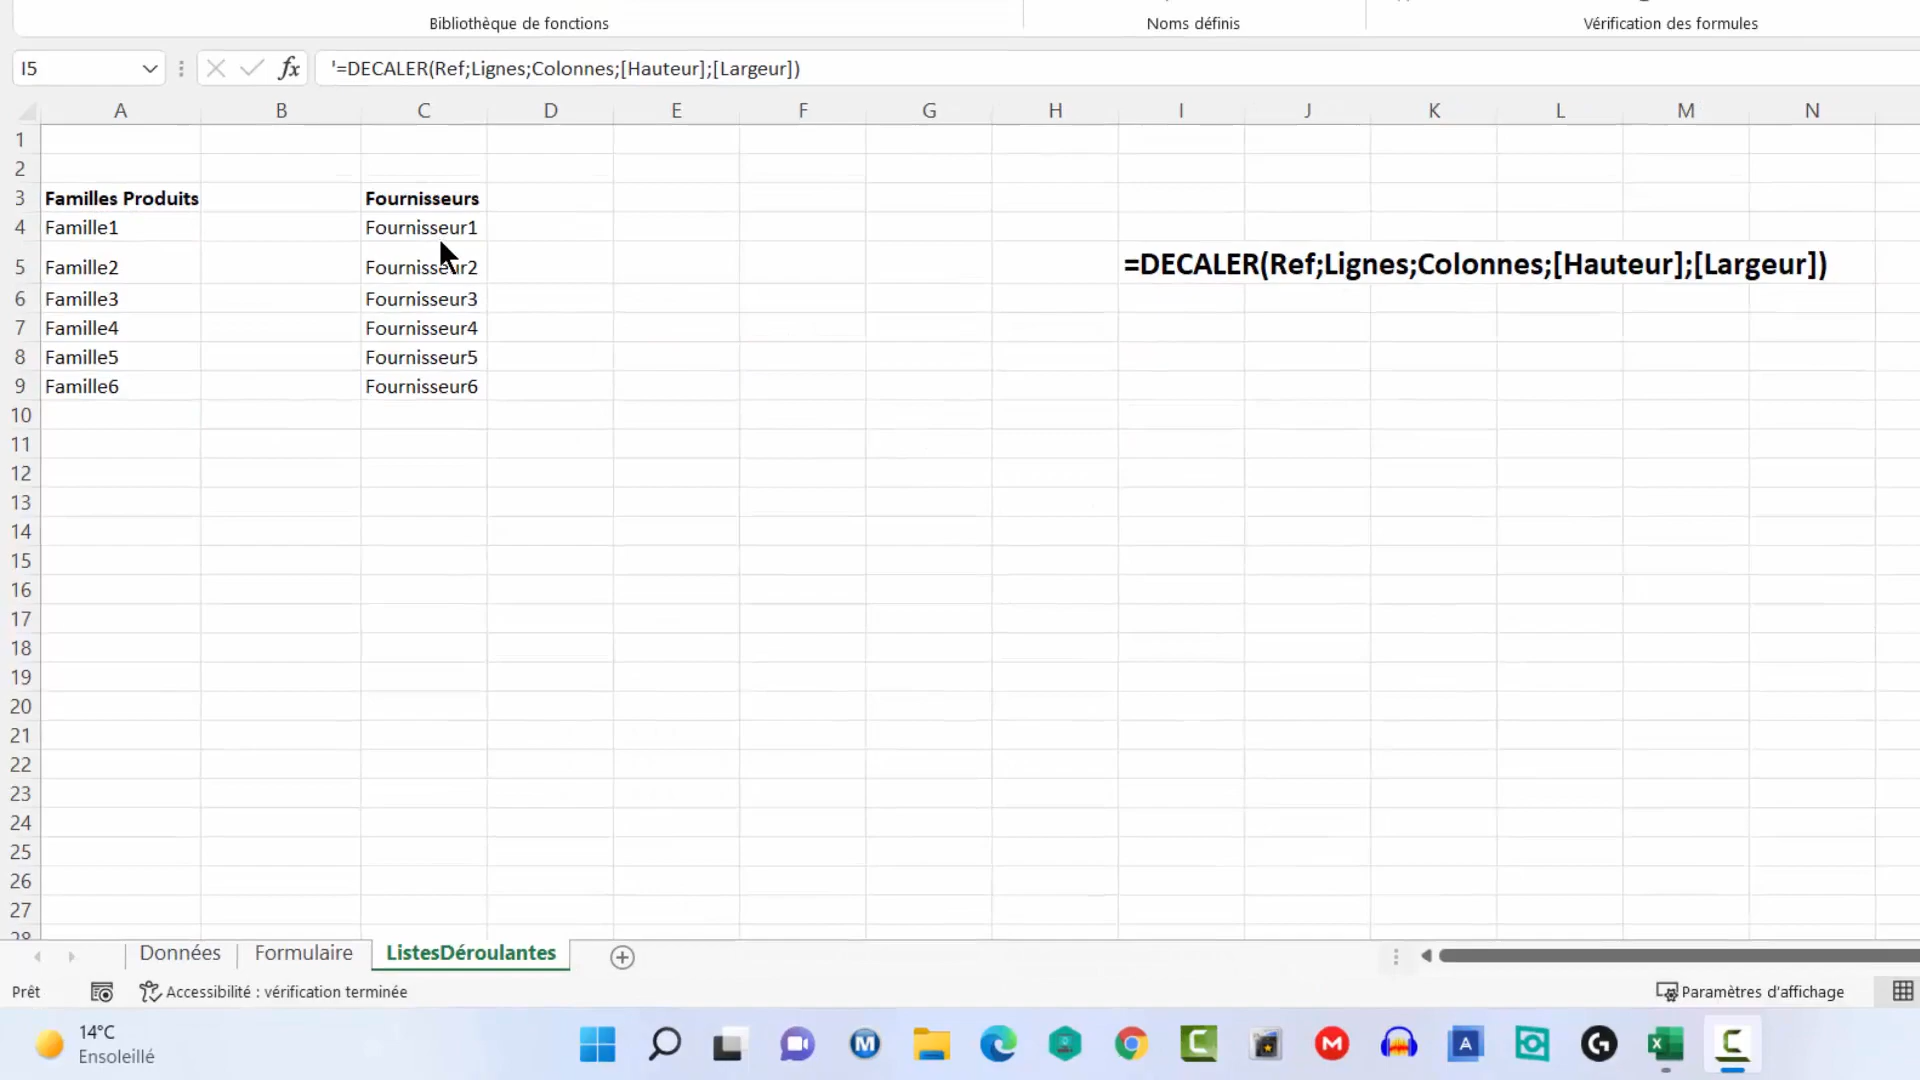 Bibliothèque de fonctions
Noms définis
Vérification des formules
I5
fx
'=DECALER(Ref;Lignes;Colonnes;[Hauteur];[Largeur])
A B C D E F G H I J K L M N
1
2
3 Familles Produits Fournisseurs
4 Famille1 Fournisseur1
5 Famille2 Fournisseur2 =DECALER(Ref;Lignes;Colonnes;[Hauteur];[Largeur])
6 Famille3 Fournisseur3
7 Famille4 Fournisseur4
8 Famille5 Fournisseur5
9 Famille6 Fournisseur6
10
11
12
13
14
15
16
17
18
19
20
21
22
23
24
25
26
27
28
Données Formulaire ListesDéroulantes
Prêt
Accessibilité : vérification terminée
Paramètres d'affichage
14°C
Ensoleillé